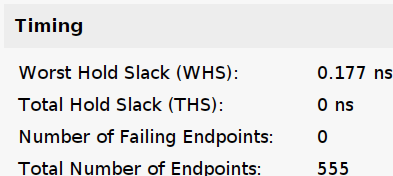 Timing
Worst Hold Slack (WHS): 0.177 ns
Total Hold Slack (THS): 0 ns
Number of Failing Endpoints: 0
Total Number of Endpoints: 555